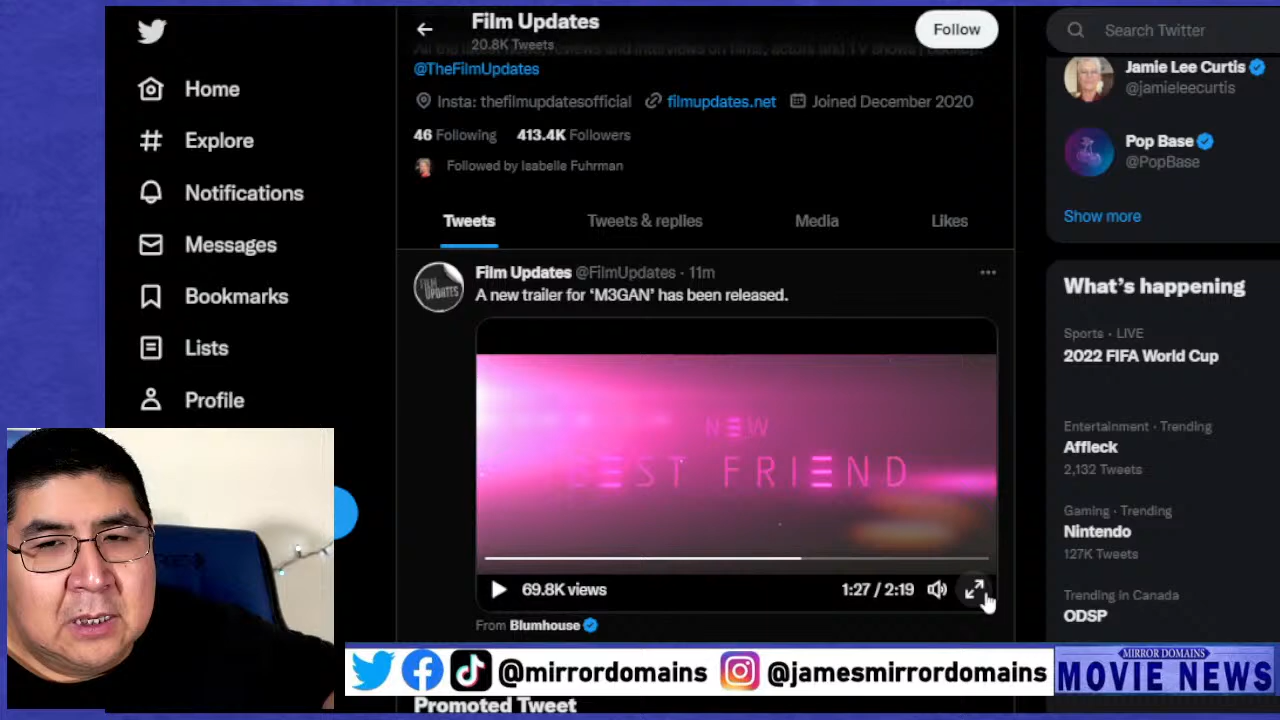 Film Updates
20.8K Tweets
Follow
Search Twitter
@TheFilmUpdates
Insta: thefilmupdatesofficial filmupdates.net Joined December 2020
46 Following 413.4K Followers
Followed by Isabelle Fuhrman
Home
Explore
Notifications
Messages
Bookmarks
Lists
Profile
Tweets Tweets & replies Media Likes
Film Updates @FilmUpdates · 11m
A new trailer for ‘M3GAN’ has been released.
NEW
BEST FRIEND
69.8K views 1:27 / 2:19
From Blumhouse
Promoted Tweet
Jamie Lee Curtis
@jamieleecurtis
Pop Base
@PopBase
Show more
What’s happening
Sports · LIVE
2022 FIFA World Cup
Entertainment · Trending
Affleck
2,132 Tweets
Gaming · Trending
Nintendo
127K Tweets
Trending in Canada
ODSP
@mirrordomains @jamesmirrordomains
MIRROR DOMAINS
MOVIE NEWS